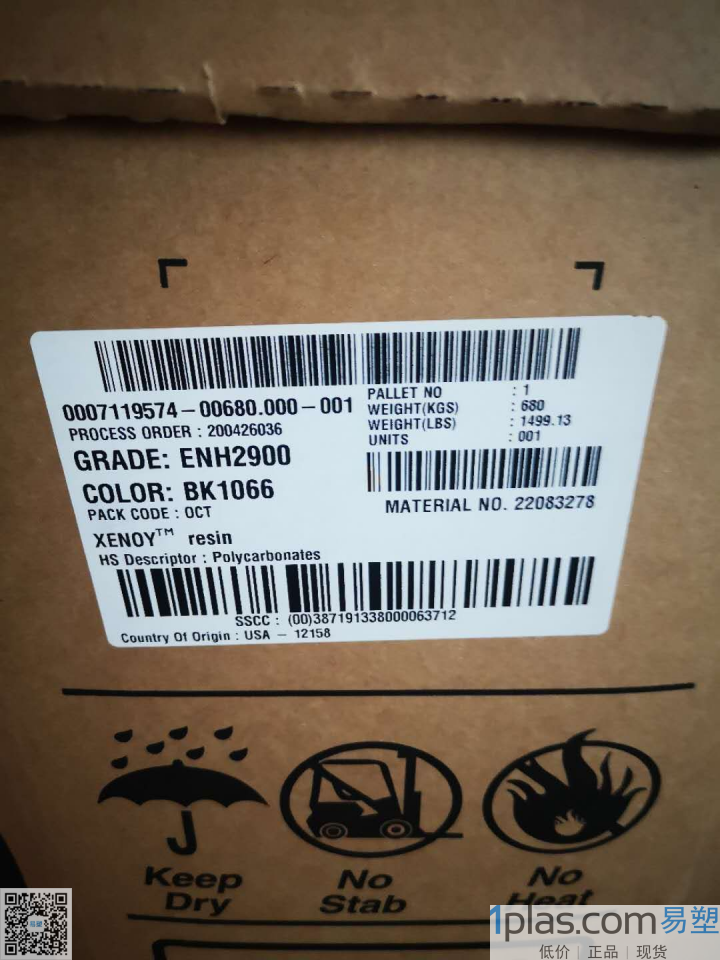 0007119574-00680.000-001
PROCESS ORDER : 200426036
GRADE: ENH2900
COLOR: BK1066
PACK CODE : OCT
XENOY™ resin
HS Descriptor : Polycarbonates
PALLET NO : 1
WEIGHT(KGS) : 680
WEIGHT(LBS) : 1499.13
UNITS : 001
MATERIAL NO. 22083278
SSCC : (00)387191338000063712
Country Of Origin : USA - 12158
Keep
Dry
No
Stab
No
Heat
1plas.com易塑
低价 | 正品 | 现货
易塑